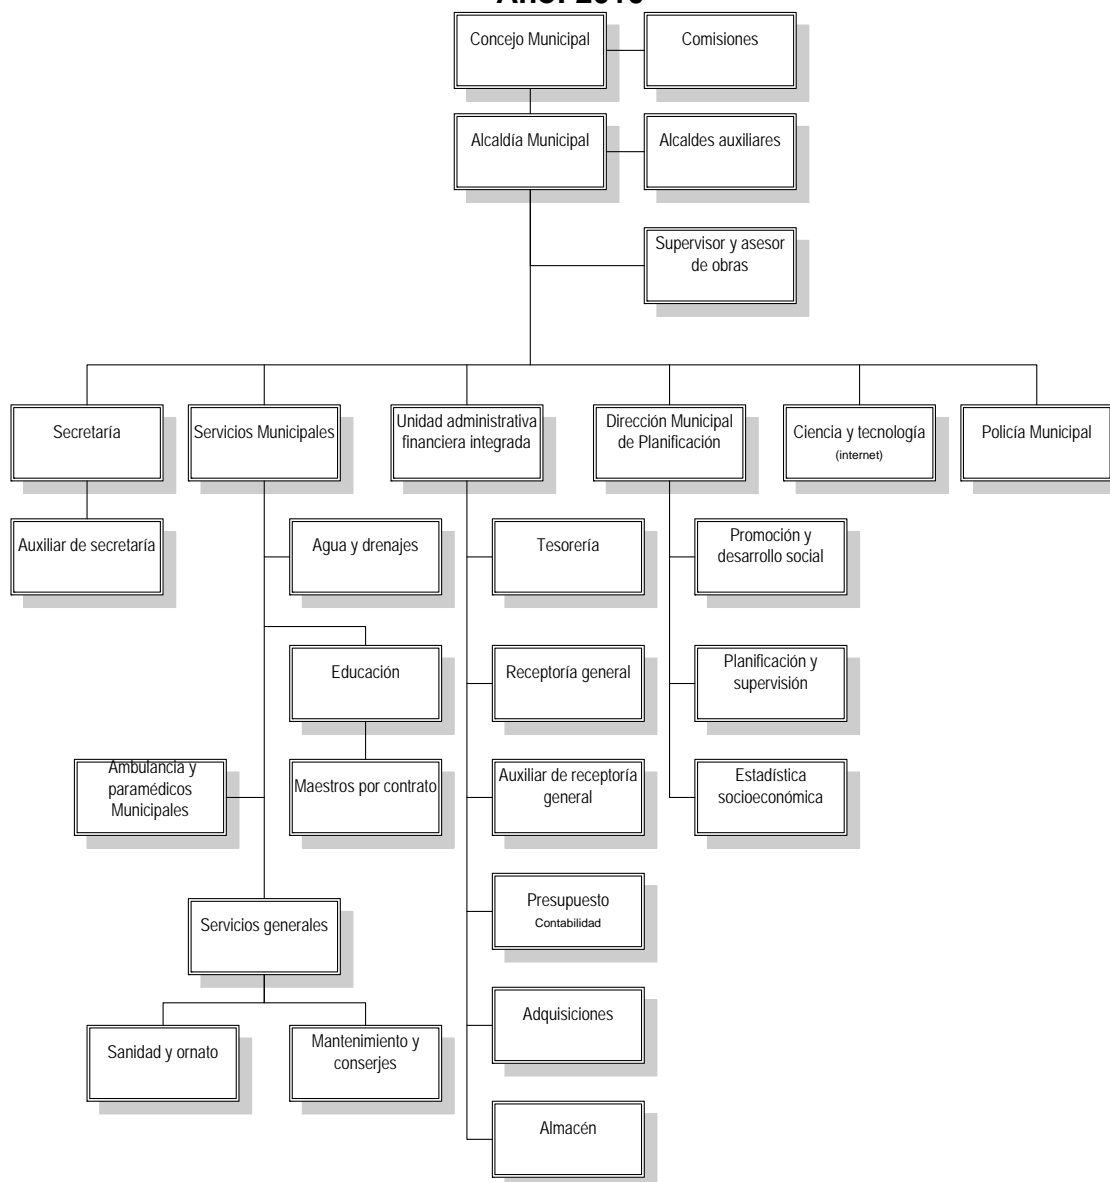 Concejo Municipal
Comisiones
Alcaldía Municipal
Alcaldes auxiliares
Supervisor y asesor
de obras
Secretaría
Servicios Municipales
Unidad administrativa
financiera integrada
Dirección Municipal
de Planificación
Ciencia y tecnología
(internet)
Policía Municipal
Auxiliar de secretaría
Agua y drenajes
Tesorería
Promoción y
desarrollo social
Educación
Receptoría general
Planificación y
supervisión
Ambulancia y
paramédicos
Municipales
Maestros por contrato
Auxiliar de receptoría
general
Estadística
socioeconómica
Servicios generales
Presupuesto
Contabilidad
Sanidad y ornato
Mantenimiento y
conserjes
Adquisiciones
Almacén